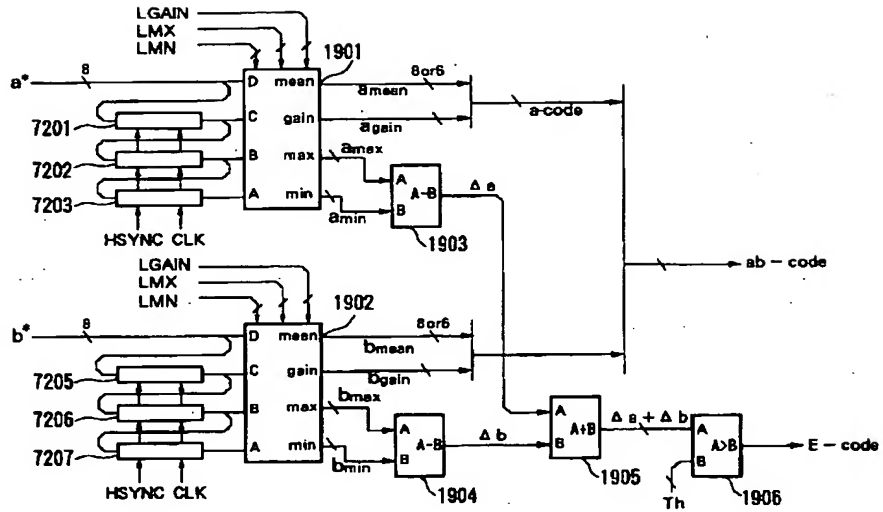 LGAIN
LMX
LMN
1901
a*
8
D
mean
8or6
amean
a-code
7201
C
gain
again
7202
B
max
amax
A
A-B
Δa
7203
A
min
amin
B
1903
HSYNC CLK
ab-code
LGAIN
LMX
LMN
1902
b*
8
D
mean
8or6
bmean
7205
C
gain
bgain
7206
B
max
bmax
A
A-B
Δb
A
A+B
B
Δa+Δb
A
A>B
B
E-code
7207
A
min
bmin
B
1904
1905
Th
1906
HSYNC CLK